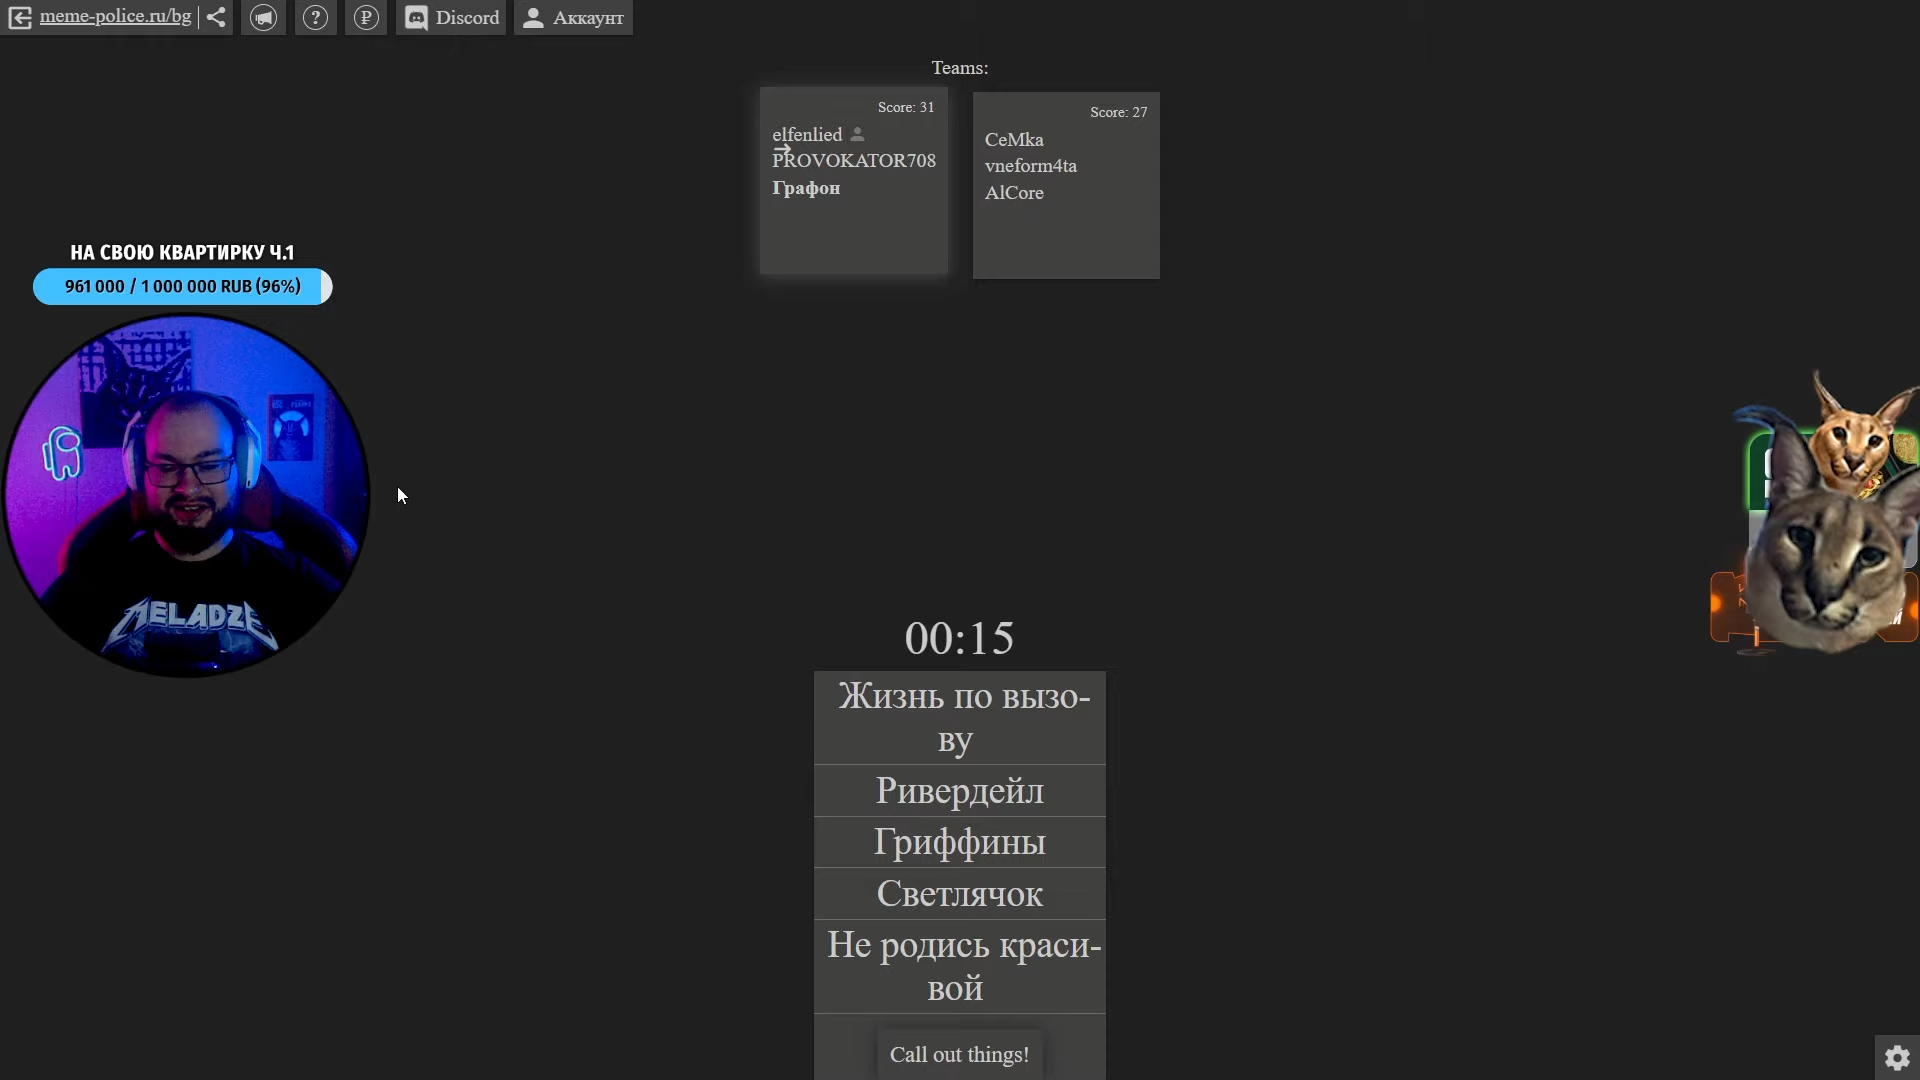 meme-police.ru/bg
Discord
Аккаунт
Teams:
Score: 31
elfenlied
PROVOKATOR708
Графон
Score: 27
CeMka
vneform4ta
AlCore
НА СВОЮ КВАРТИРКУ Ч.1
961 000 / 1 000 000 RUB (96%)
MELADZE
00:15
Жизнь по вызо-
ву
Ривердейл
Гриффины
Светлячок
Не родись краси-
вой
Call out things!